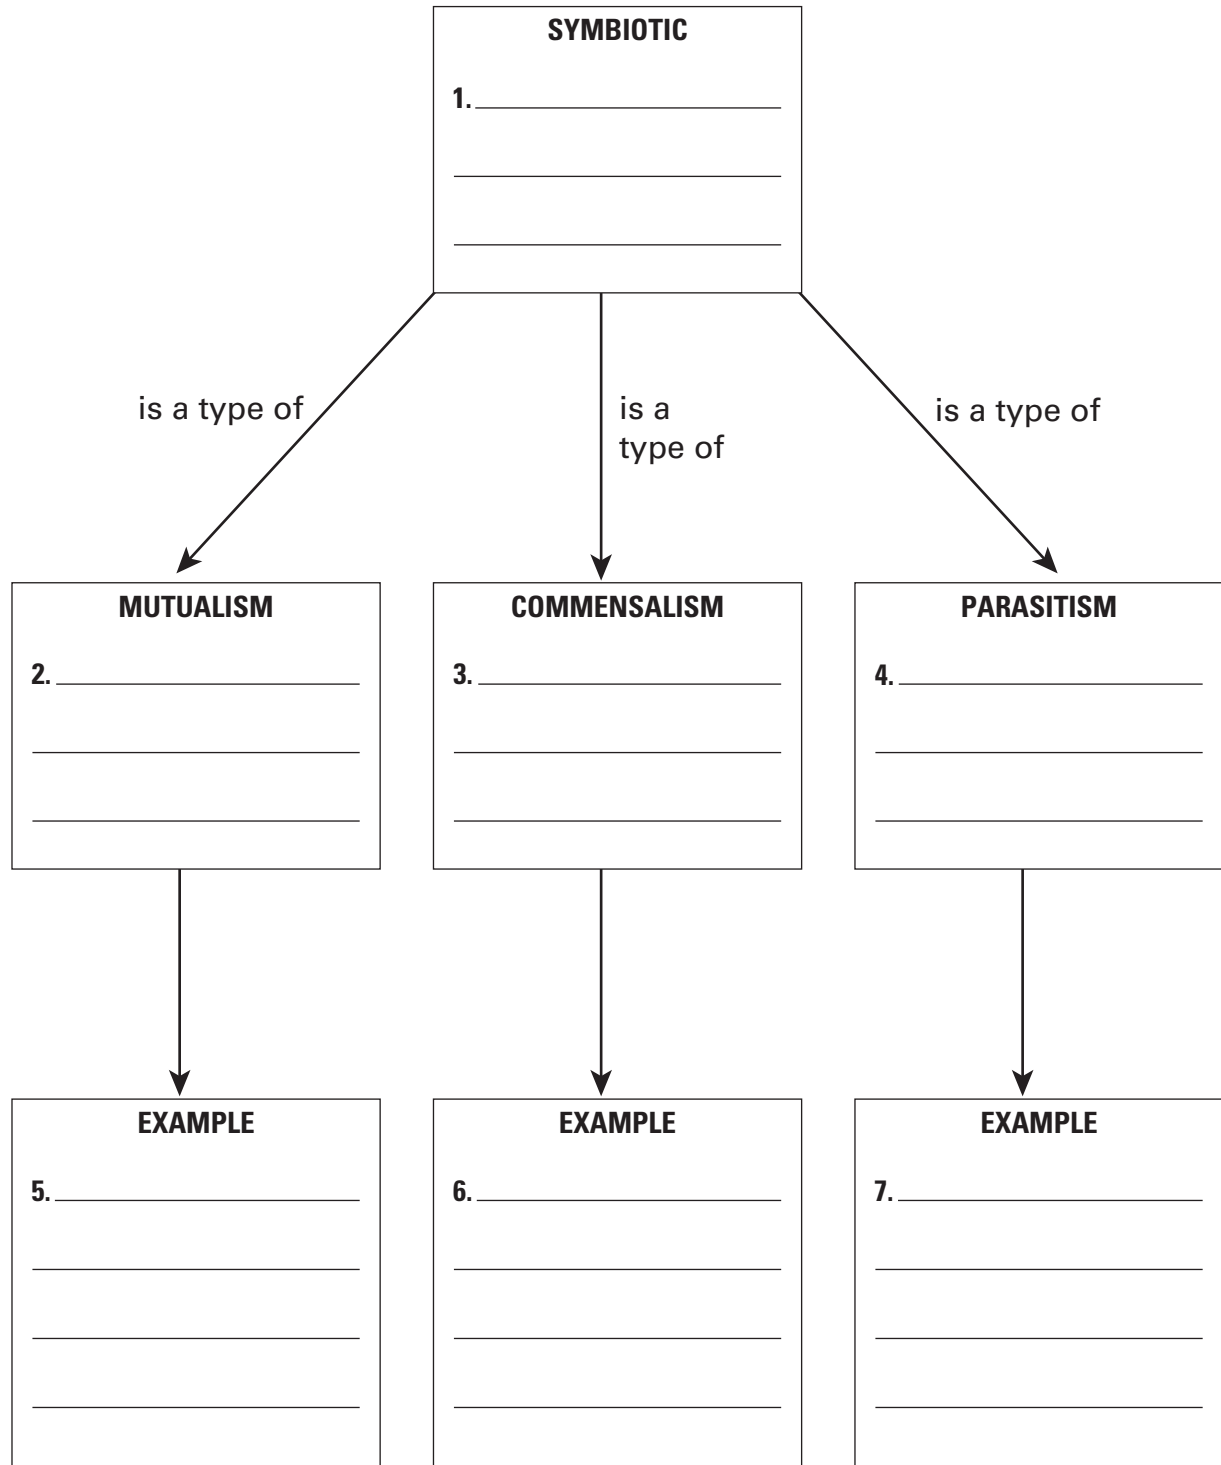 SYMBIOTIC
1.
is a type of
is a
type of
is a type of
MUTUALISM
2.
COMMENSALISM
3.
PARASITISM
4.
EXAMPLE
5.
EXAMPLE
6.
EXAMPLE
7.